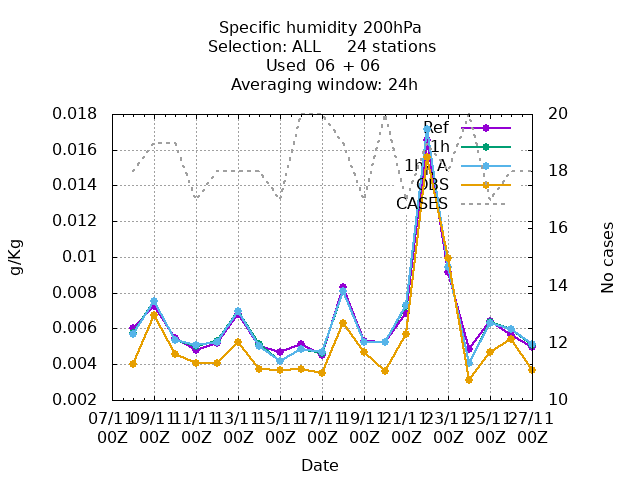 Specific humidity 200hPa
Selection: ALL 24 stations
Used 06 + 06
Averaging window: 24h
0.018
0.016
0.014
0.012
0.01
0.008
0.006
0.004
0.002
g/Kg
20
18
16
14
12
10
No cases
Ref
1h
OBS
CASES
07/11 09/11 11/11 13/11 15/11 17/11 19/11 21/11 23/11 25/11 27/11
00Z 00Z 00Z 00Z 00Z 00Z 00Z 00Z 00Z 00Z 00Z
Date